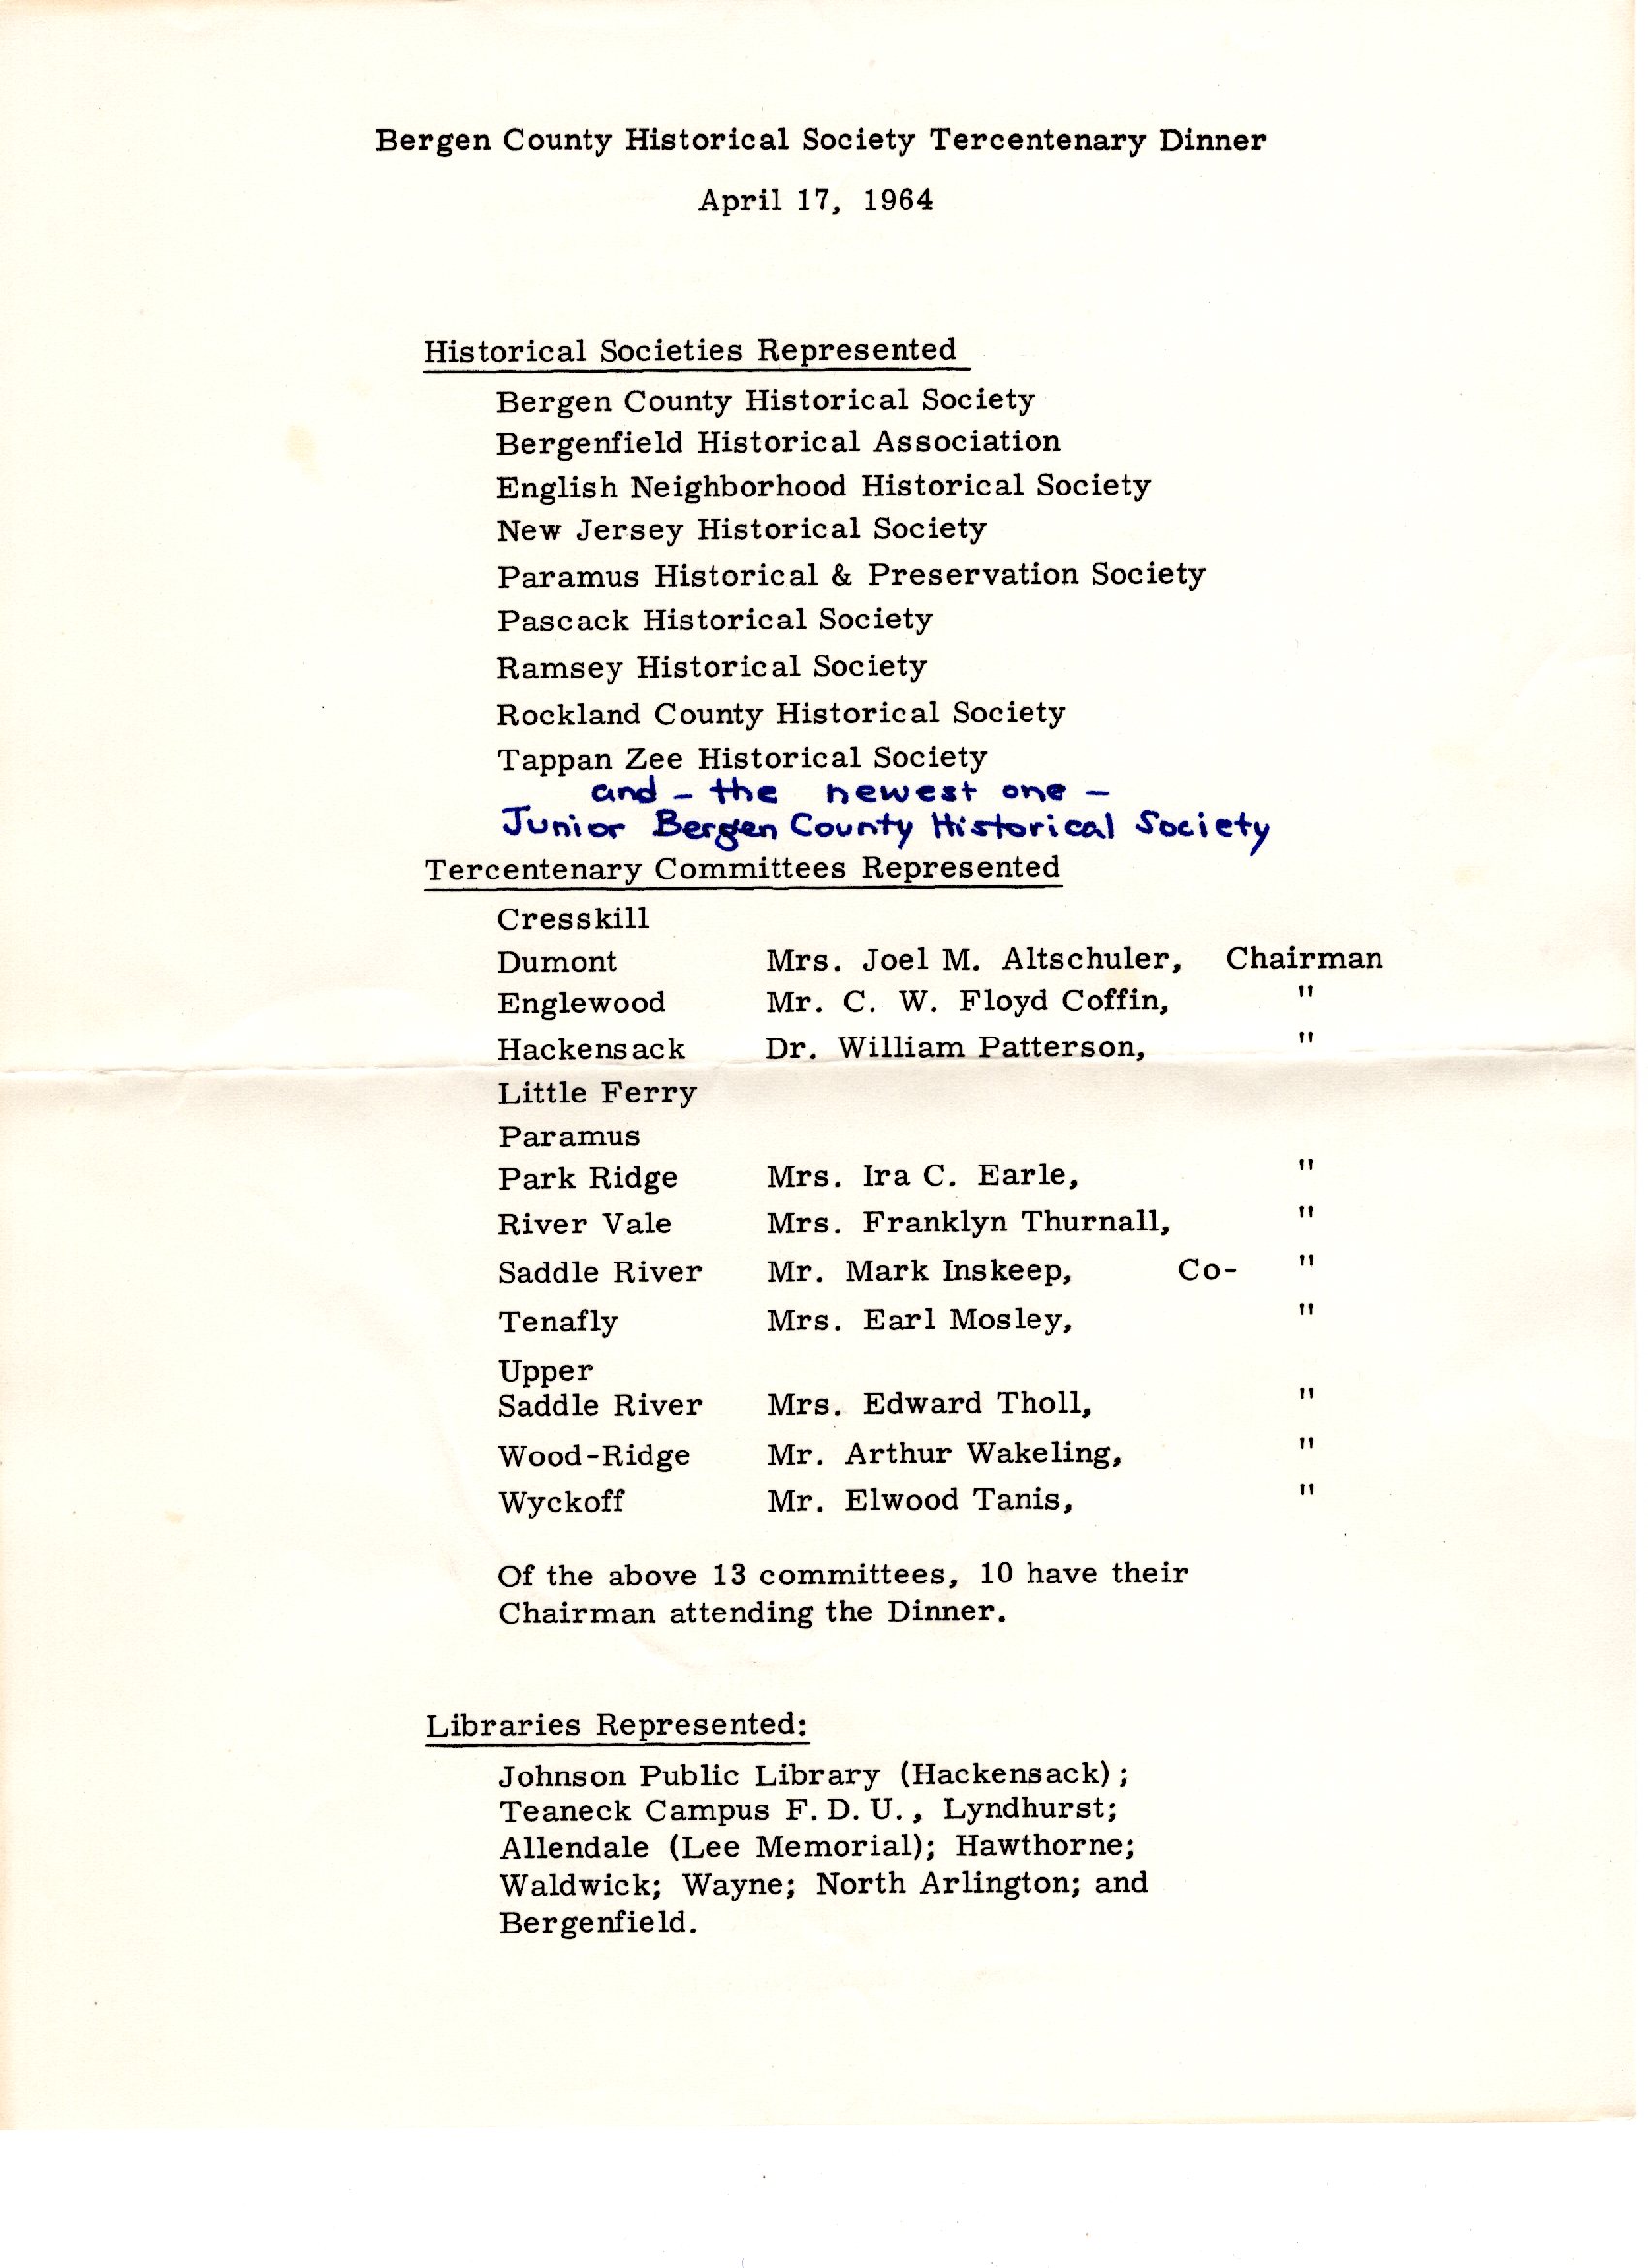 Bergen County Historical Society Tercentenary Dinner
April 17, 1964
Historical Societies Represented
Bergen County Historical Society
Bergenfield Historical Association
English Neighborhood Historical Society
New Jersey Historical Society
Paramus Historical & Preservation Society
Pascack Historical Society
Ramsey Historical Society
Rockland County Historical Society
Tappan Zee Historical Society
and - the newest one -
Junior Bergen County Historical Society
Tercentenary Committees Represented
Cresskill
Dumont Mrs. Joel M. Altschuler, Chairman
Englewood Mr. C. W. Floyd Coffin, "
Hackensack Dr. William Patterson, "
Little Ferry
Paramus
Park Ridge Mrs. Ira C. Earle, "
River Vale Mrs. Franklyn Thurnall, "
Saddle River Mr. Mark Inskeep, Co- "
Tenafly Mrs. Earl Mosley, "
Upper
Saddle River Mrs. Edward Tholl, "
Wood-Ridge Mr. Arthur Wakeling, "
Wyckoff Mr. Elwood Tanis, "
Of the above 13 committees, 10 have their
Chairman attending the Dinner.
Libraries Represented:
Johnson Public Library (Hackensack);
Teaneck Campus F. D. U., Lyndhurst;
Allendale (Lee Memorial); Hawthorne;
Waldwick; Wayne; North Arlington; and
Bergenfield.